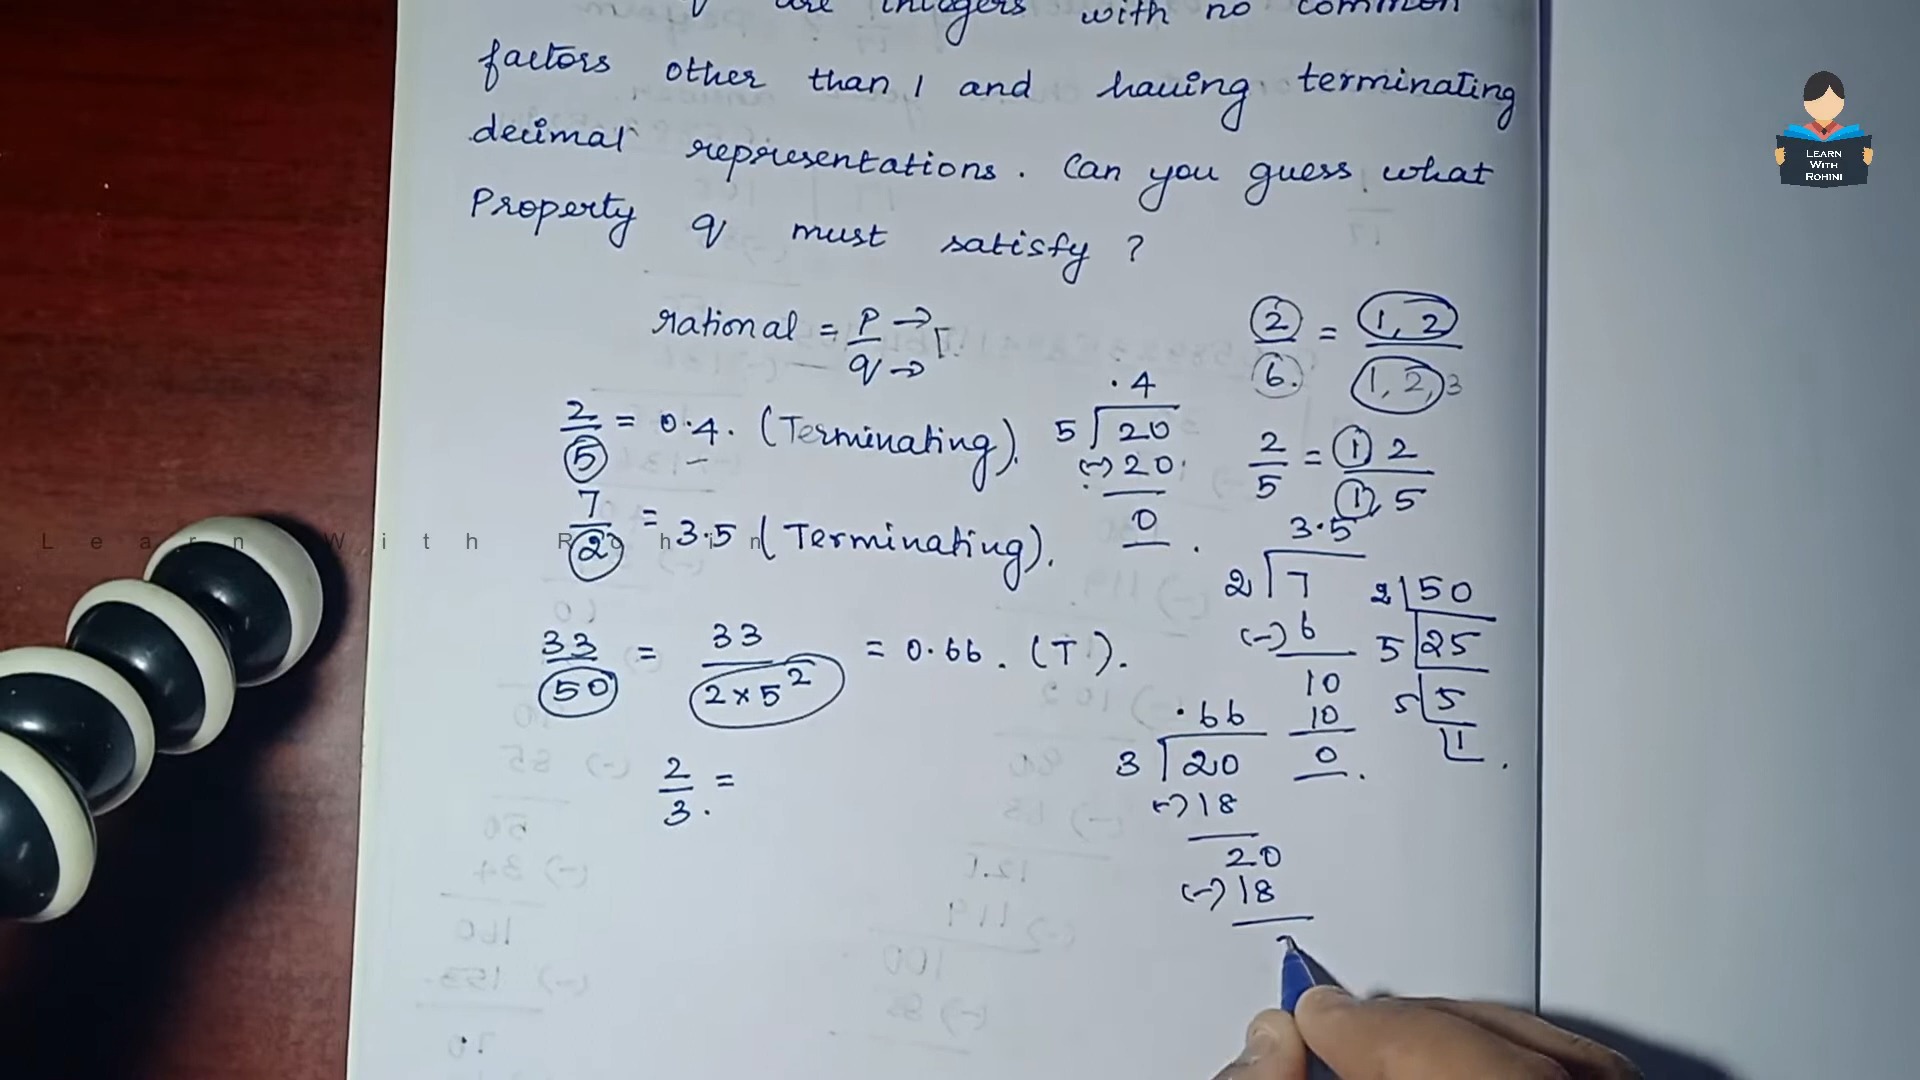 are integers with no common
factors other than 1 and having terminating
decimal representations. Can you guess what
Property q must satisfy?
rational = p/q → I
→
2/6. = 1, 2/1, 2, 3
2/5 = 0.4. (Terminating).
.4
5 20
(-) 20
0.
2/5 = 1, 2/1, 5
7/2 = 3.5 (Terminating).
3.5
2 7
(-) 6
10
10
0.
2 50
5 25
5 5
1.
33/50 = 33/2 × 5² = 0.66. (T).
2/3. =
.66
3 20
(-) 18
20
(-) 18
LEARN
WITH
ROHINI
Learn With Rohini